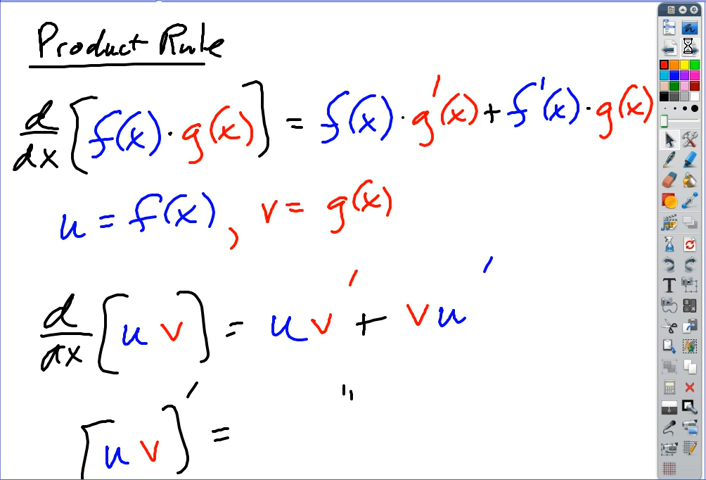 Product Rule
d/dx [f(x) · g(x)] = f(x) · g'(x) + f'(x) · g(x)
u = f(x), v = g(x)
d/dx [u v] = u v' + v u'
[u v]' = "